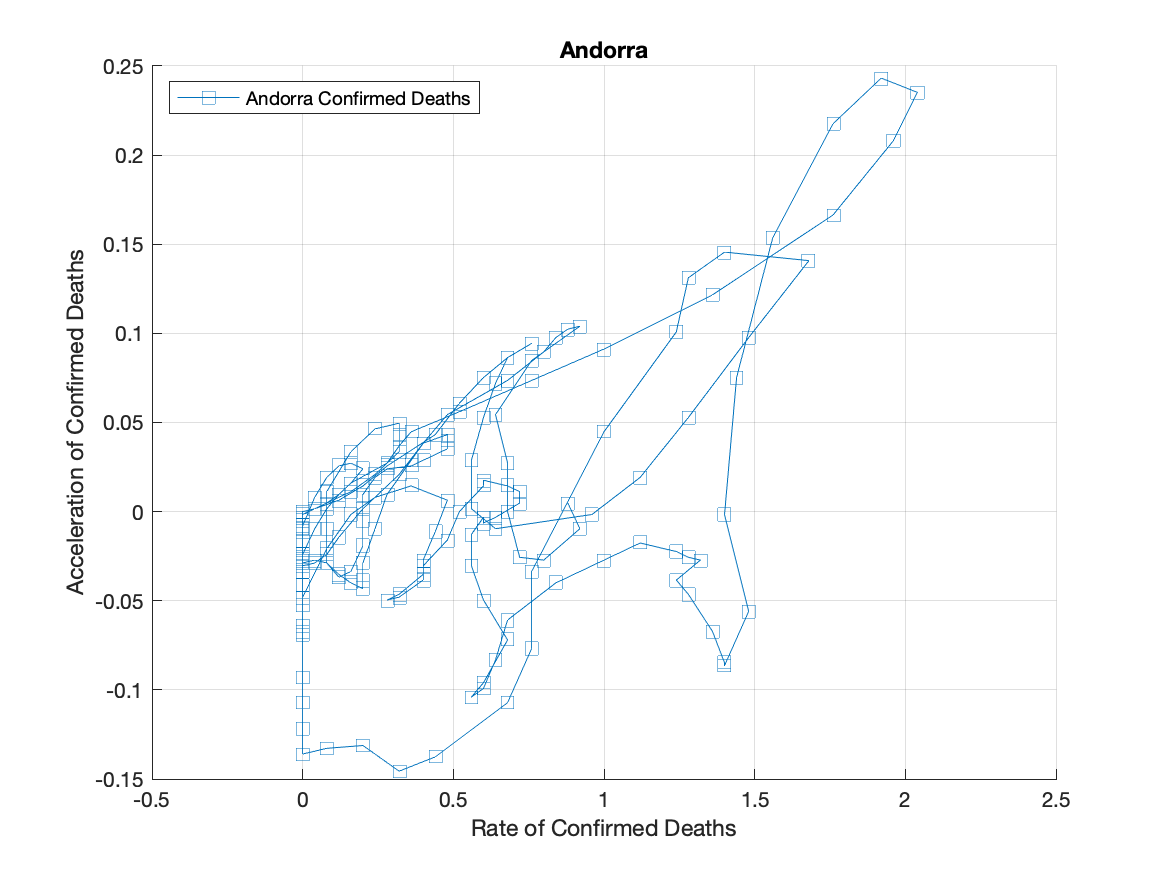 Andorra
Andorra Confirmed Deaths
0.25
0.2
0.15
0.1
0.05
0
-0.05
-0.1
-0.15
Acceleration of Confirmed Deaths
-0.5 0 0.5 1 1.5 2 2.5
Rate of Confirmed Deaths